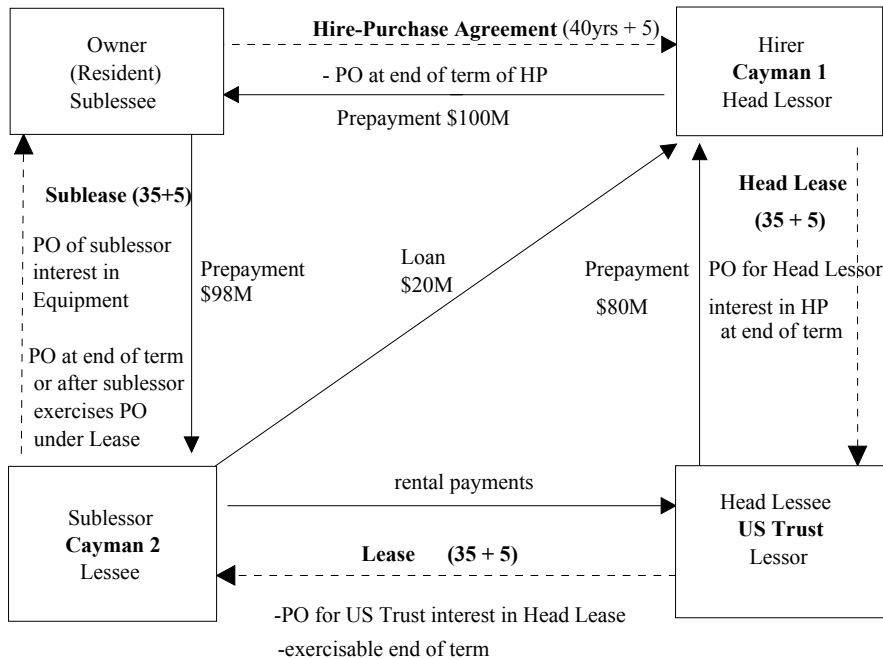 Owner
(Resident)
Sublessee
Hire-Purchase Agreement (40yrs + 5)
- PO at end of term of HP
Prepayment $100M
Hirer
Cayman 1
Head Lessor
Sublease (35+5)
PO of sublessor
interest in
Equipment
PO at end of term
or after sublessor
exercises PO
under Lease
Prepayment
$98M
Loan
$20M
Prepayment
$80M
Head Lease
(35 + 5)
PO for Head Lessor
interest in HP
at end of term
Sublessor
Cayman 2
Lessee
rental payments
Lease (35 + 5)
-PO for US Trust interest in Head Lease
-exercisable end of term
Head Lessee
US Trust
Lessor